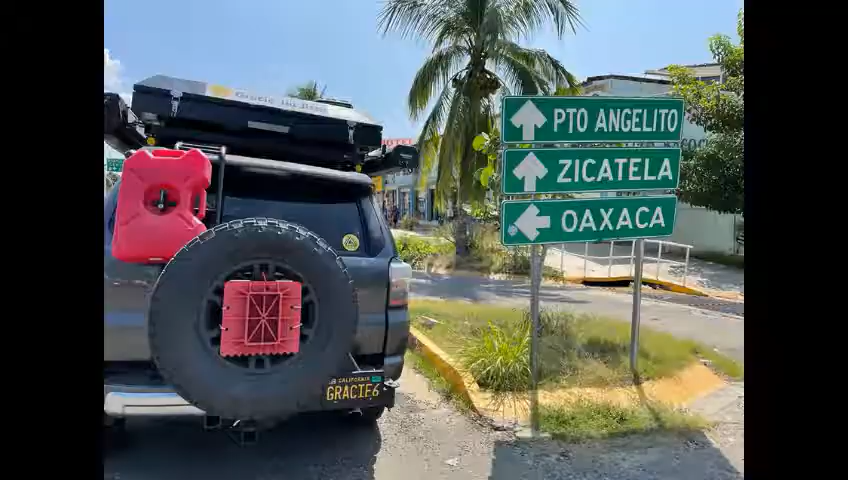 PTO ANGELITO
ZICATELA
OAXACA
CALIFORNIA
GRACIE6